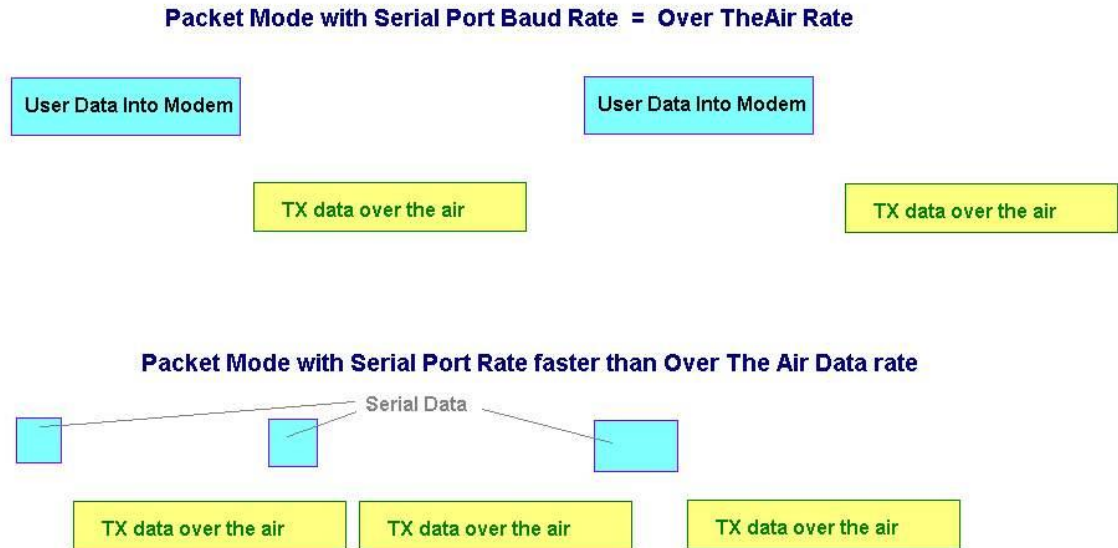 Packet Mode with Serial Port Baud Rate = Over TheAir Rate
User Data Into Modem
User Data Into Modem
TX data over the air
TX data over the air
Packet Mode with Serial Port Rate faster than Over The Air Data rate
Serial Data
TX data over the air
TX data over the air
TX data over the air